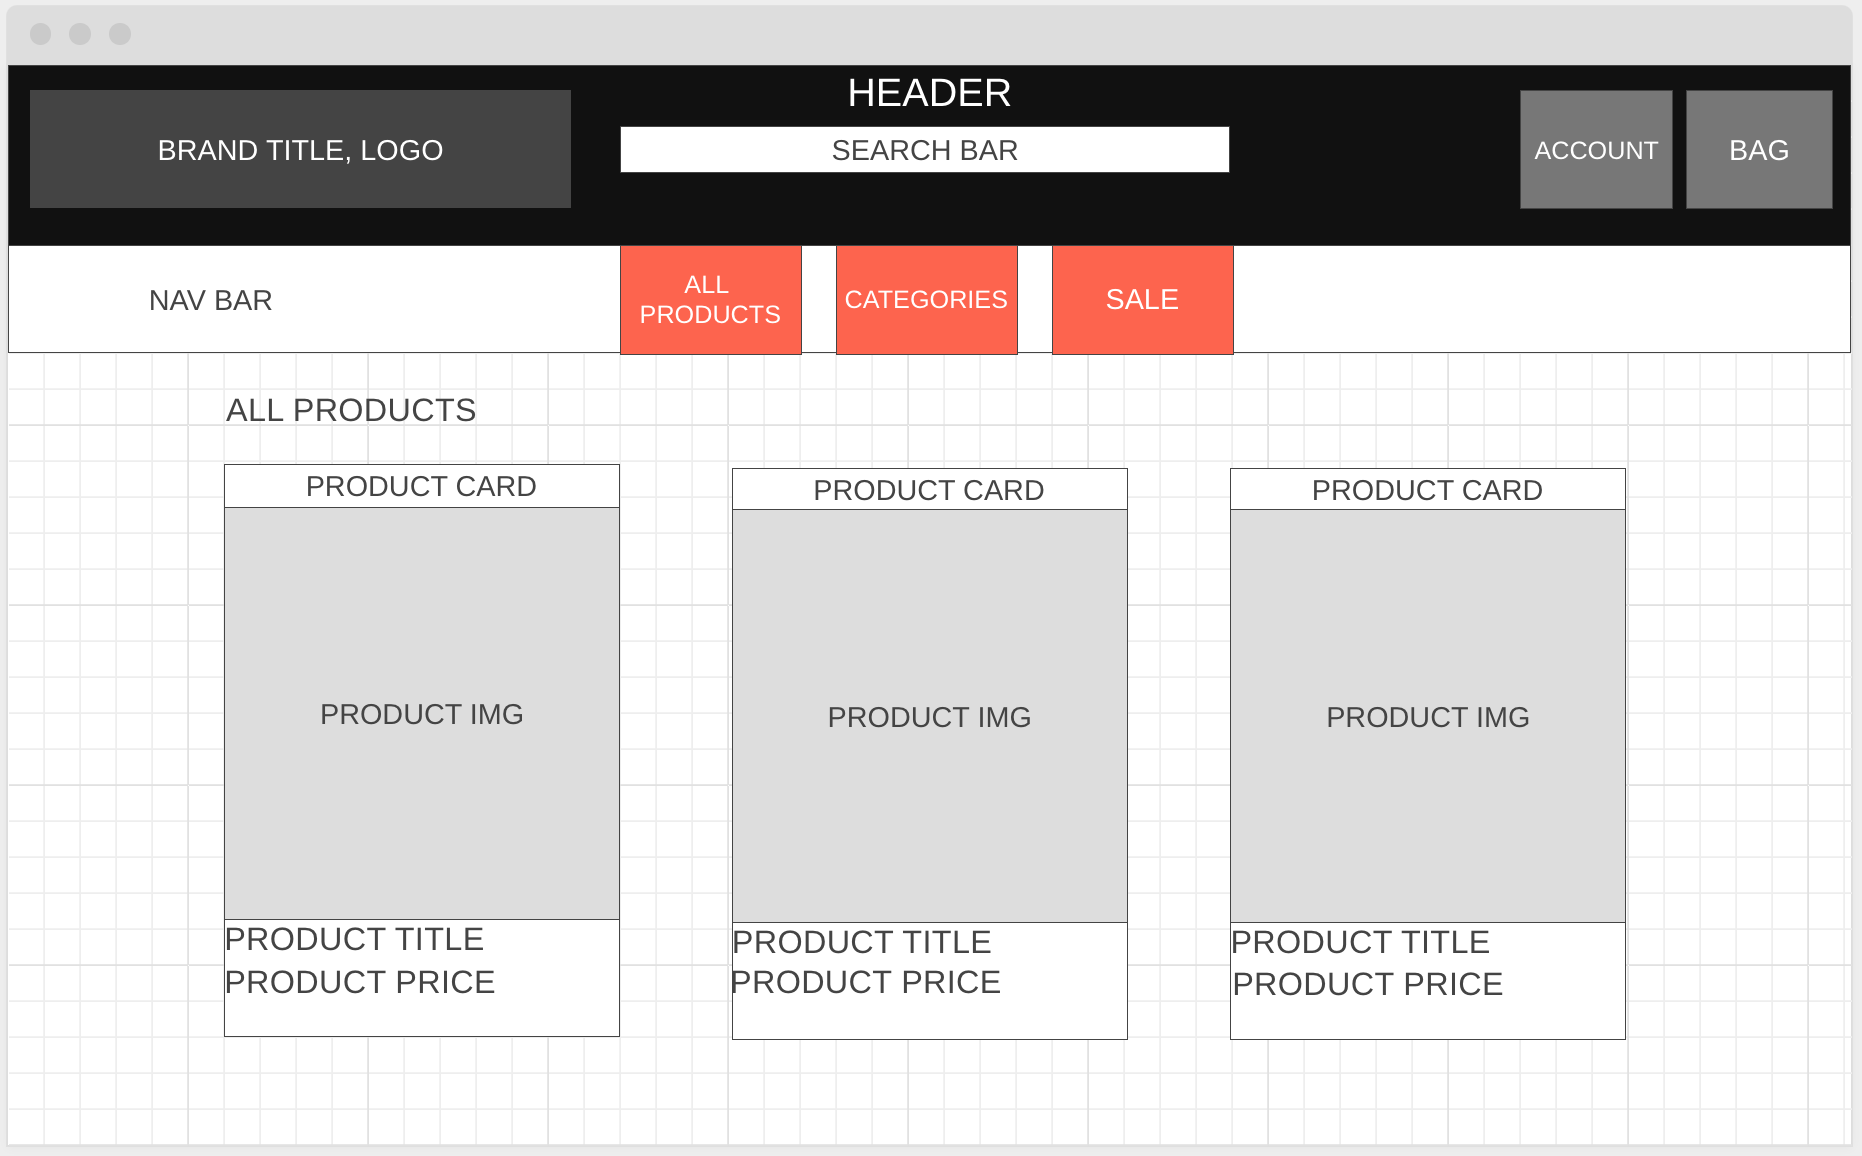 HEADER
BRAND TITLE, LOGO
SEARCH BAR
ACCOUNT
BAG
NAV BAR
ALL
PRODUCTS
CATEGORIES
SALE
ALL PRODUCTS
PRODUCT CARD
PRODUCT IMG
PRODUCT TITLE
PRODUCT PRICE
PRODUCT CARD
PRODUCT IMG
PRODUCT TITLE
PRODUCT PRICE
PRODUCT CARD
PRODUCT IMG
PRODUCT TITLE
PRODUCT PRICE